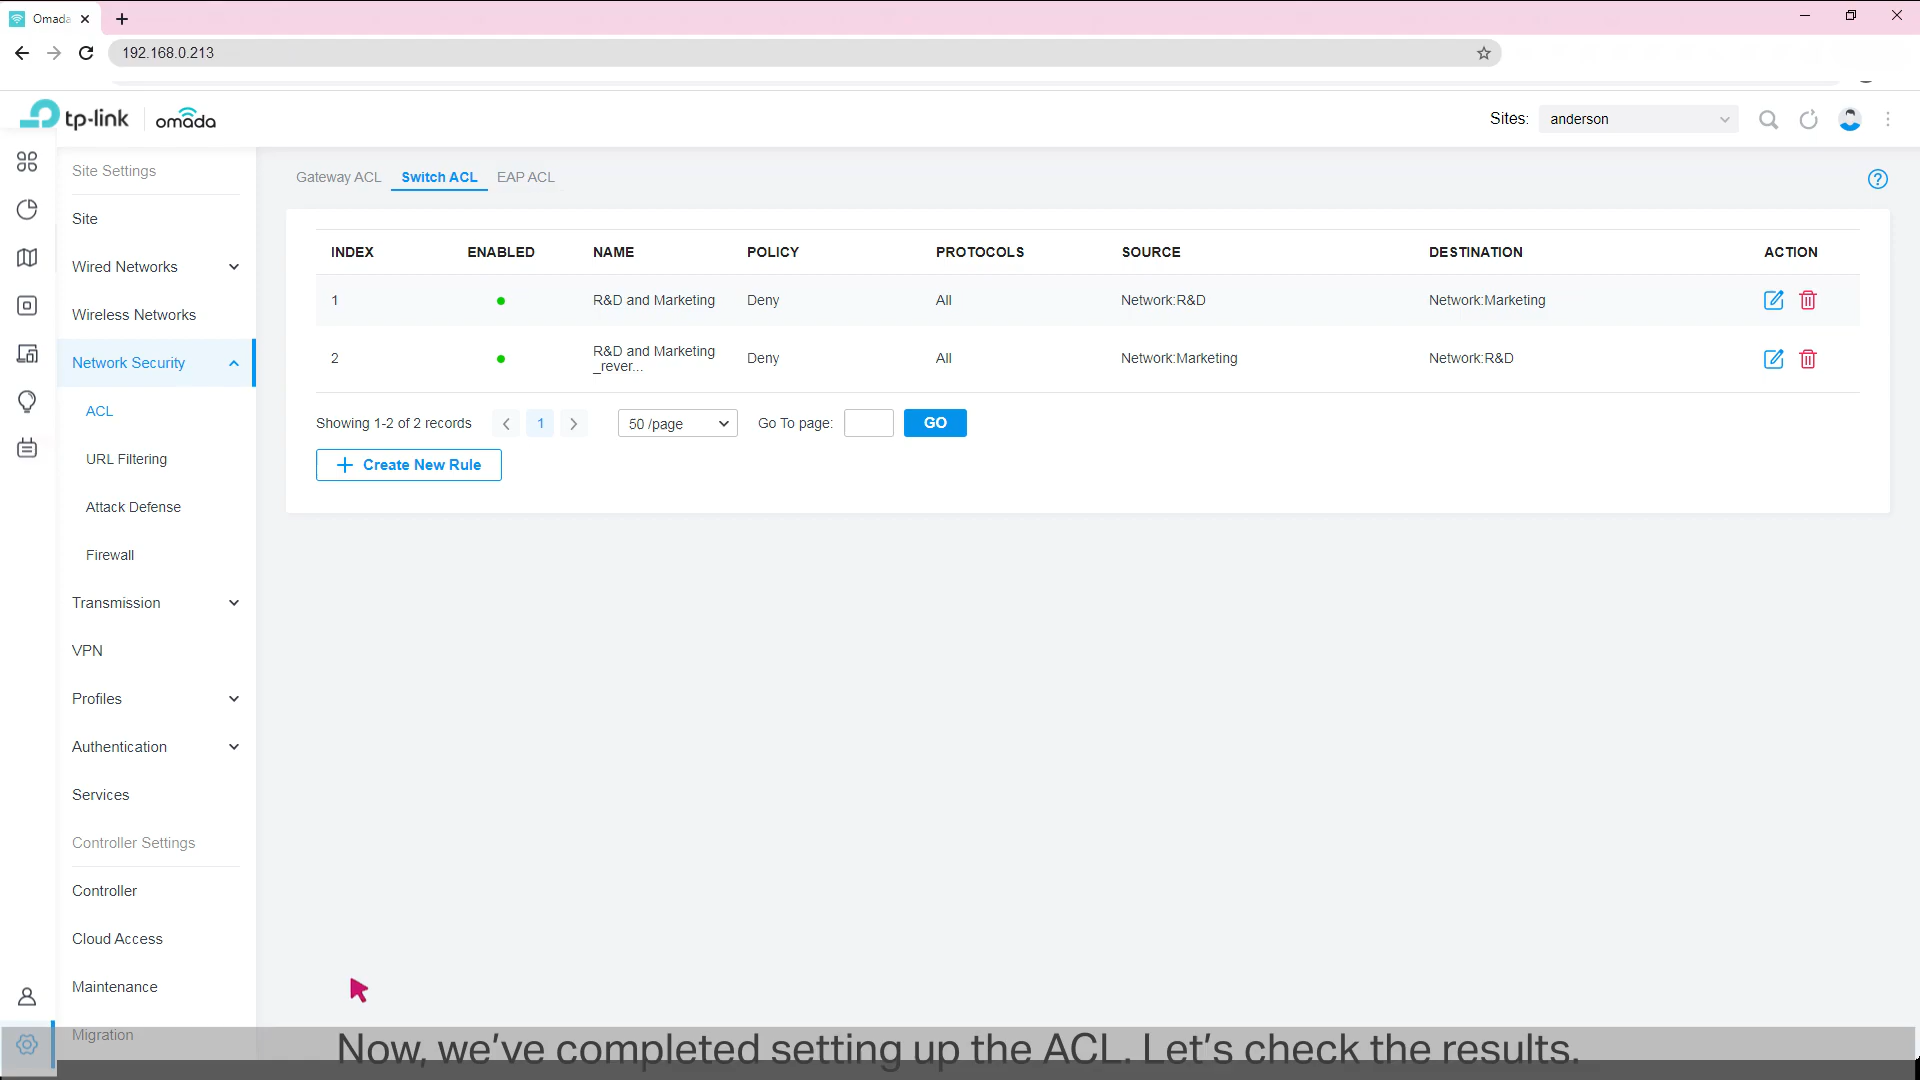 Omada
192.168.0.213
tp-link | omada
Sites: anderson
Site Settings
Site
Wired Networks
Wireless Networks
Network Security
ACL
URL Filtering
Attack Defense
Firewall
Transmission
VPN
Profiles
Authentication
Services
Controller Settings
Controller
Cloud Access
Maintenance
Migration
Gateway ACL Switch ACL EAP ACL
INDEX ENABLED NAME POLICY PROTOCOLS SOURCE DESTINATION ACTION
1 R&D and Marketing Deny All Network:R&D Network:Marketing
2 R&D and Marketing
_rever... Deny All Network:Marketing Network:R&D
Showing 1-2 of 2 records 1 50 /page Go To page: GO
Create New Rule
Now, we've completed setting up the ACL. Let's check the results.